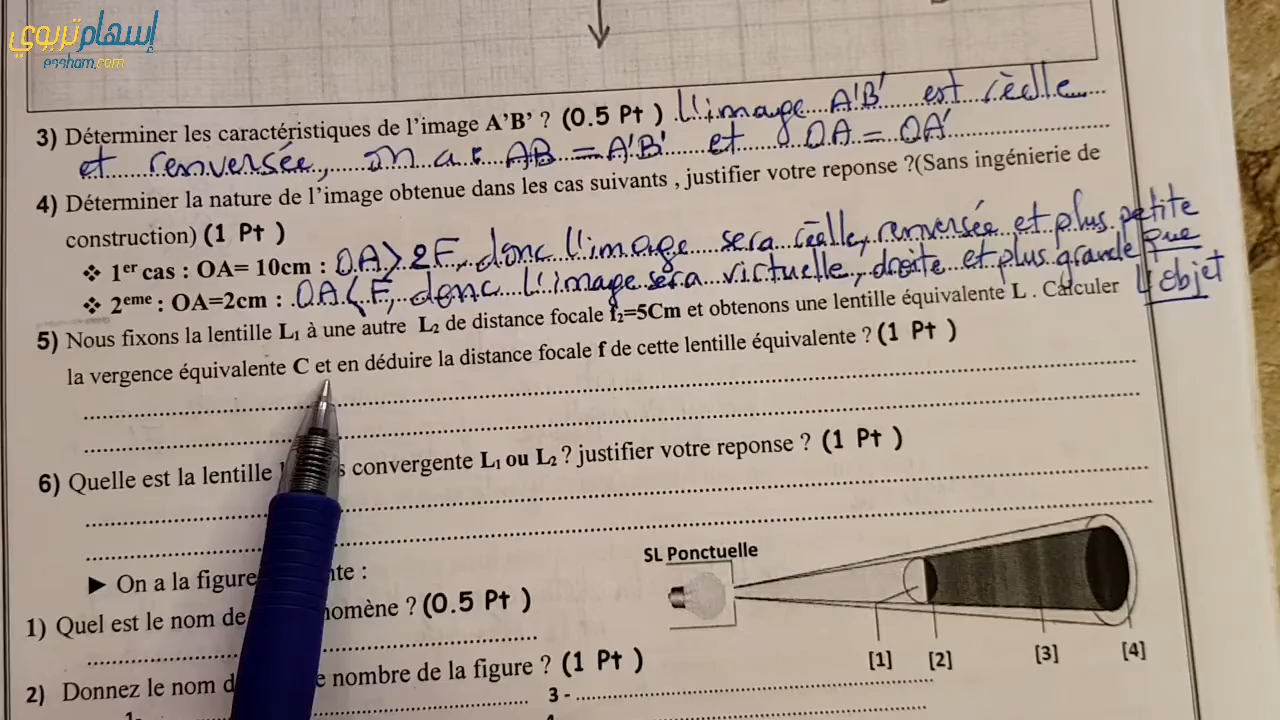 إسهام تربوي
essham.com
3) Déterminer les caractéristiques de l'image A'B' ? (0.5 Pt ) L'image A'B' est réelle
et renversée, on a : AB = A'B' et OA = OA'
4) Déterminer la nature de l'image obtenue dans les cas suivants , justifier votre reponse ?(Sans ingénierie de
construction) (1 Pt )
❖ 1er cas : OA= 10cm : OA > 2F, donc l'image sera réelle, renversée et plus petite
❖ 2eme : OA=2cm : OA < F, donc l'image sera virtuelle, droite et plus grande que
l'objet
5) Nous fixons la lentille L1 à une autre L2 de distance focale f2=5Cm et obtenons une lentille équivalente L . Calculer
la vergence équivalente C et en déduire la distance focale f de cette lentille équivalente ? (1 Pt )
6) Quelle est la lentille convergente L1 ou L2 ? justifier votre reponse ? (1 Pt )
► On a la figure te :
1) Quel est le nom de nomène ? (0.5 Pt )
SL Ponctuelle
[1] [2] [3] [4]
2) Donnez le nom d e nombre de la figure ? (1 Pt )
1-
3 -